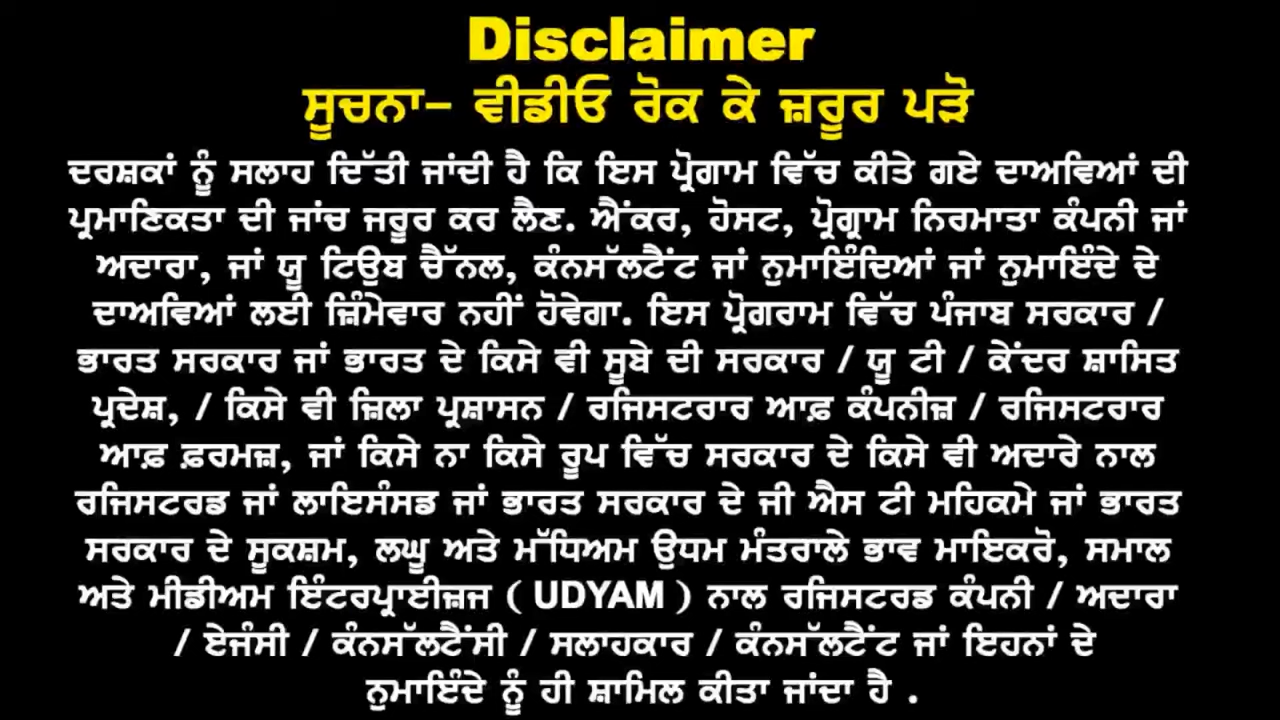 Disclaimer
ਸੂਚਨਾ- ਵੀਡੀਓ ਰੋਕ ਕੇ ਜ਼ਰੂਰ ਪੜੋ
ਦਰਸ਼ਕਾਂ ਨੂੰ ਸਲਾਹ ਦਿੱਤੀ ਜਾਂਦੀ ਹੈ ਕਿ ਇਸ ਪ੍ਰੋਗਾਮ ਵਿੱਚ ਕੀਤੇ ਗਏ ਦਾਅਵਿਆਂ ਦੀ
ਪ੍ਰਮਾਣਿਕਤਾ ਦੀ ਜਾਂਚ ਜਰੂਰ ਕਰ ਲੈਣ. ਐਂਕਰ, ਹੋਸਟ, ਪ੍ਰੋਗ੍ਰਾਮ ਨਿਰਮਾਤਾ ਕੰਪਨੀ ਜਾਂ
ਅਦਾਰਾ, ਜਾਂ ਯੂ ਟਿਊਬ ਚੈੱਨਲ, ਕੰਨਸੱਲਟੈਂਟ ਜਾਂ ਨੁਮਾਇੰਦਿਆਂ ਜਾਂ ਨੁਮਾਇੰਦੇ ਦੇ
ਦਾਅਵਿਆਂ ਲਈ ਜ਼ਿੰਮੇਵਾਰ ਨਹੀਂ ਹੋਵੇਗਾ. ਇਸ ਪ੍ਰੋਗਰਾਮ ਵਿੱਚ ਪੰਜਾਬ ਸਰਕਾਰ /
ਭਾਰਤ ਸਰਕਾਰ ਜਾਂ ਭਾਰਤ ਦੇ ਕਿਸੇ ਵੀ ਸੂਬੇ ਦੀ ਸਰਕਾਰ / ਯੂ ਟੀ / ਕੇਂਦਰ ਸ਼ਾਸਿਤ
ਪ੍ਰਦੇਸ਼, / ਕਿਸੇ ਵੀ ਜ਼ਿਲਾ ਪ੍ਰਸ਼ਾਸਨ / ਰਜਿਸਟਰਾਰ ਆਫ਼ ਕੰਪਨੀਜ਼ / ਰਜਿਸਟਰਾਰ
ਆਫ਼ ਫ਼ਰਮਜ਼, ਜਾਂ ਕਿਸੇ ਨਾ ਕਿਸੇ ਰੂਪ ਵਿੱਚ ਸਰਕਾਰ ਦੇ ਕਿਸੇ ਵੀ ਅਦਾਰੇ ਨਾਲ
ਰਜਿਸਟਰਡ ਜਾਂ ਲਾਇਸੰਸਡ ਜਾਂ ਭਾਰਤ ਸਰਕਾਰ ਦੇ ਜੀ ਐਸ ਟੀ ਮਹਿਕਮੇ ਜਾਂ ਭਾਰਤ
ਸਰਕਾਰ ਦੇ ਸੂਕਸ਼ਮ, ਲਘੂ ਅਤੇ ਮੱਧਿਅਮ ਉਧਮ ਮੰਤਰਾਲੇ ਭਾਵ ਮਾਇਕਰੋ, ਸਮਾਲ
ਅਤੇ ਮੀਡੀਅਮ ਇੰਟਰਪ੍ਰਾਈਜ਼ਜ ( UDYAM ) ਨਾਲ ਰਜਿਸਟਰਡ ਕੰਪਨੀ / ਅਦਾਰਾ
/ ਏਜੰਸੀ / ਕੰਨਸੱਲਟੈਂਸੀ / ਸਲਾਹਕਾਰ / ਕੰਨਸੱਲਟੈਂਟ ਜਾਂ ਇਹਨਾਂ ਦੇ
ਨੁਮਾਇੰਦੇ ਨੂੰ ਹੀ ਸ਼ਾਮਿਲ ਕੀਤਾ ਜਾਂਦਾ ਹੈ .